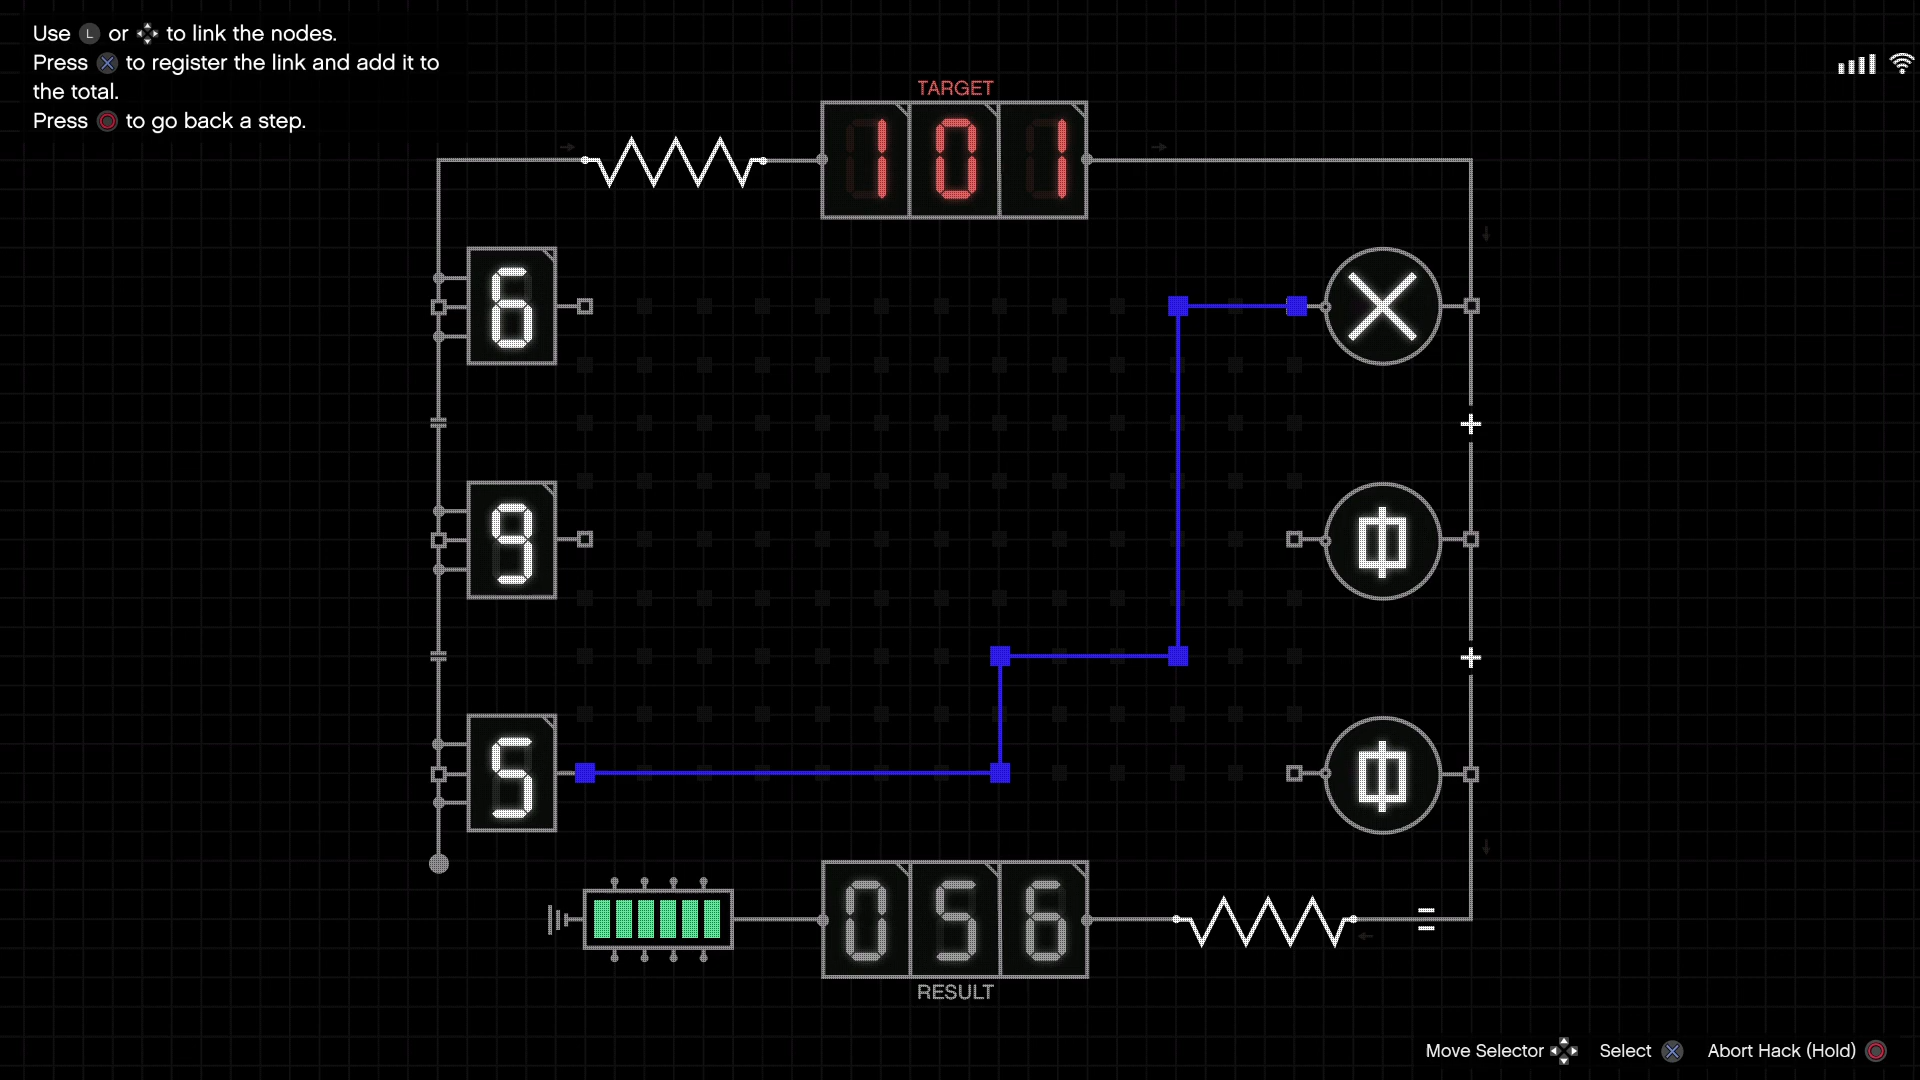 Use L or to link the nodes.
Press to register the link and add it to
the total.
Press to go back a step.
TARGET
101
6
9
5
056
RESULT
Move Selector Select Abort Hack (Hold)